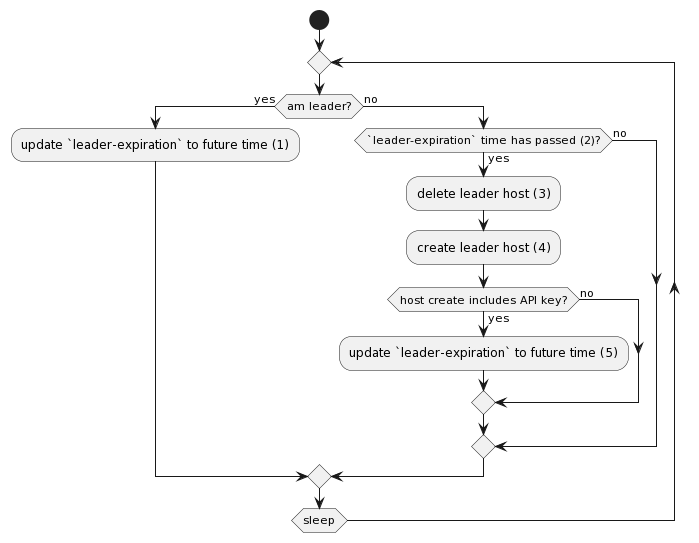 yes
am leader?
no
update `leader-expiration` to future time (1)
`leader-expiration` time has passed (2)?
no
yes
delete leader host (3)
create leader host (4)
host create includes API key?
no
yes
update `leader-expiration` to future time (5)
sleep